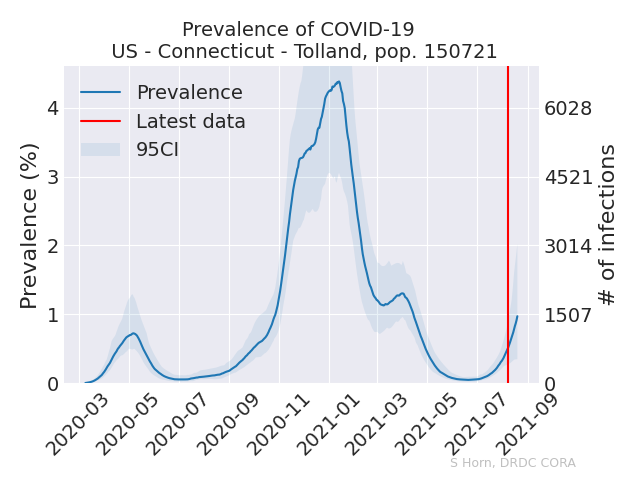 Prevalence of COVID-19
US - Connecticut - Tolland, pop. 150721
Prevalence
Latest data
95CI
Prevalence (%)
4
3
2
1
0
6028
4521
3014
1507
0
# of infections
2020-03
2020-05
2020-07
2020-09
2020-11
2021-01
2021-03
2021-05
2021-07
2021-09
S Horn, DRDC CORA